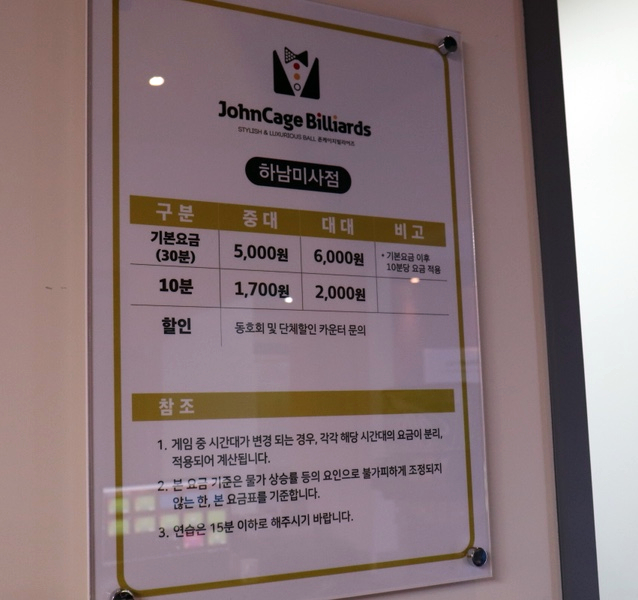 JohnCage Billiards
STYLISH & LUXURIOUS BALL 존케이지빌리어즈
하남미사점
구 분 중 대 대 대 비 고
기본요금 (30분) 5,000원 6,000원 • 기본요금 이후 10분당 요금 적용
10분 1,700원 2,000원
할인 동호회 및 단체할인 카운터 문의
참 조
1. 게임 중 시간대가 변경 되는 경우, 각각 해당 시간대의 요금이 분리,
적용되어 계산됩니다.
2. 본 요금 기준은 물가 상승률 등의 요인으로 불가피하게 조정되지
않는 한, 본 요금표를 기준합니다.
3. 연습은 15분 이하로 해주시기 바랍니다.